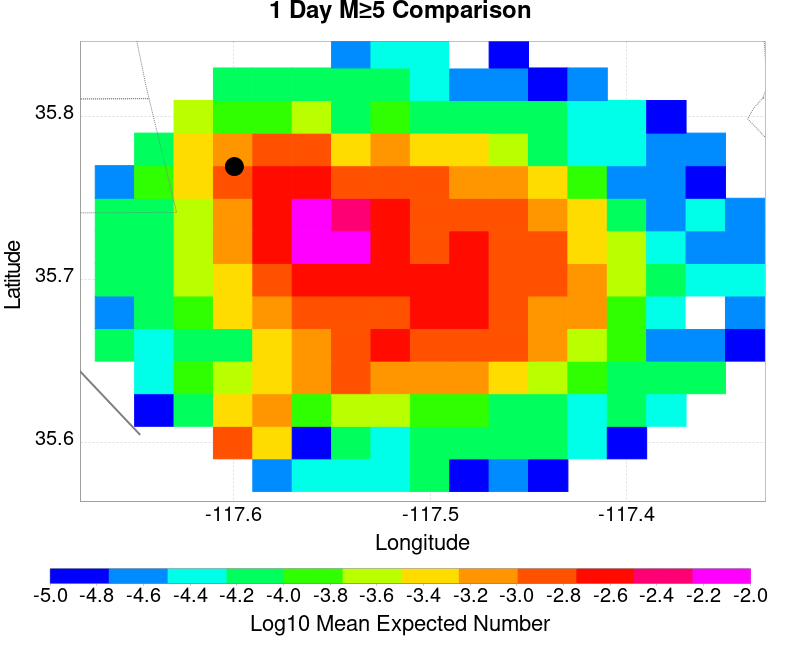 1 Day M≥5 Comparison
35.8
35.7
35.6
Latitude
-117.6 -117.5 -117.4
Longitude
-5.0 -4.8 -4.6 -4.4 -4.2 -4.0 -3.8 -3.6 -3.4 -3.2 -3.0 -2.8 -2.6 -2.4 -2.2 -2.0
Log10 Mean Expected Number